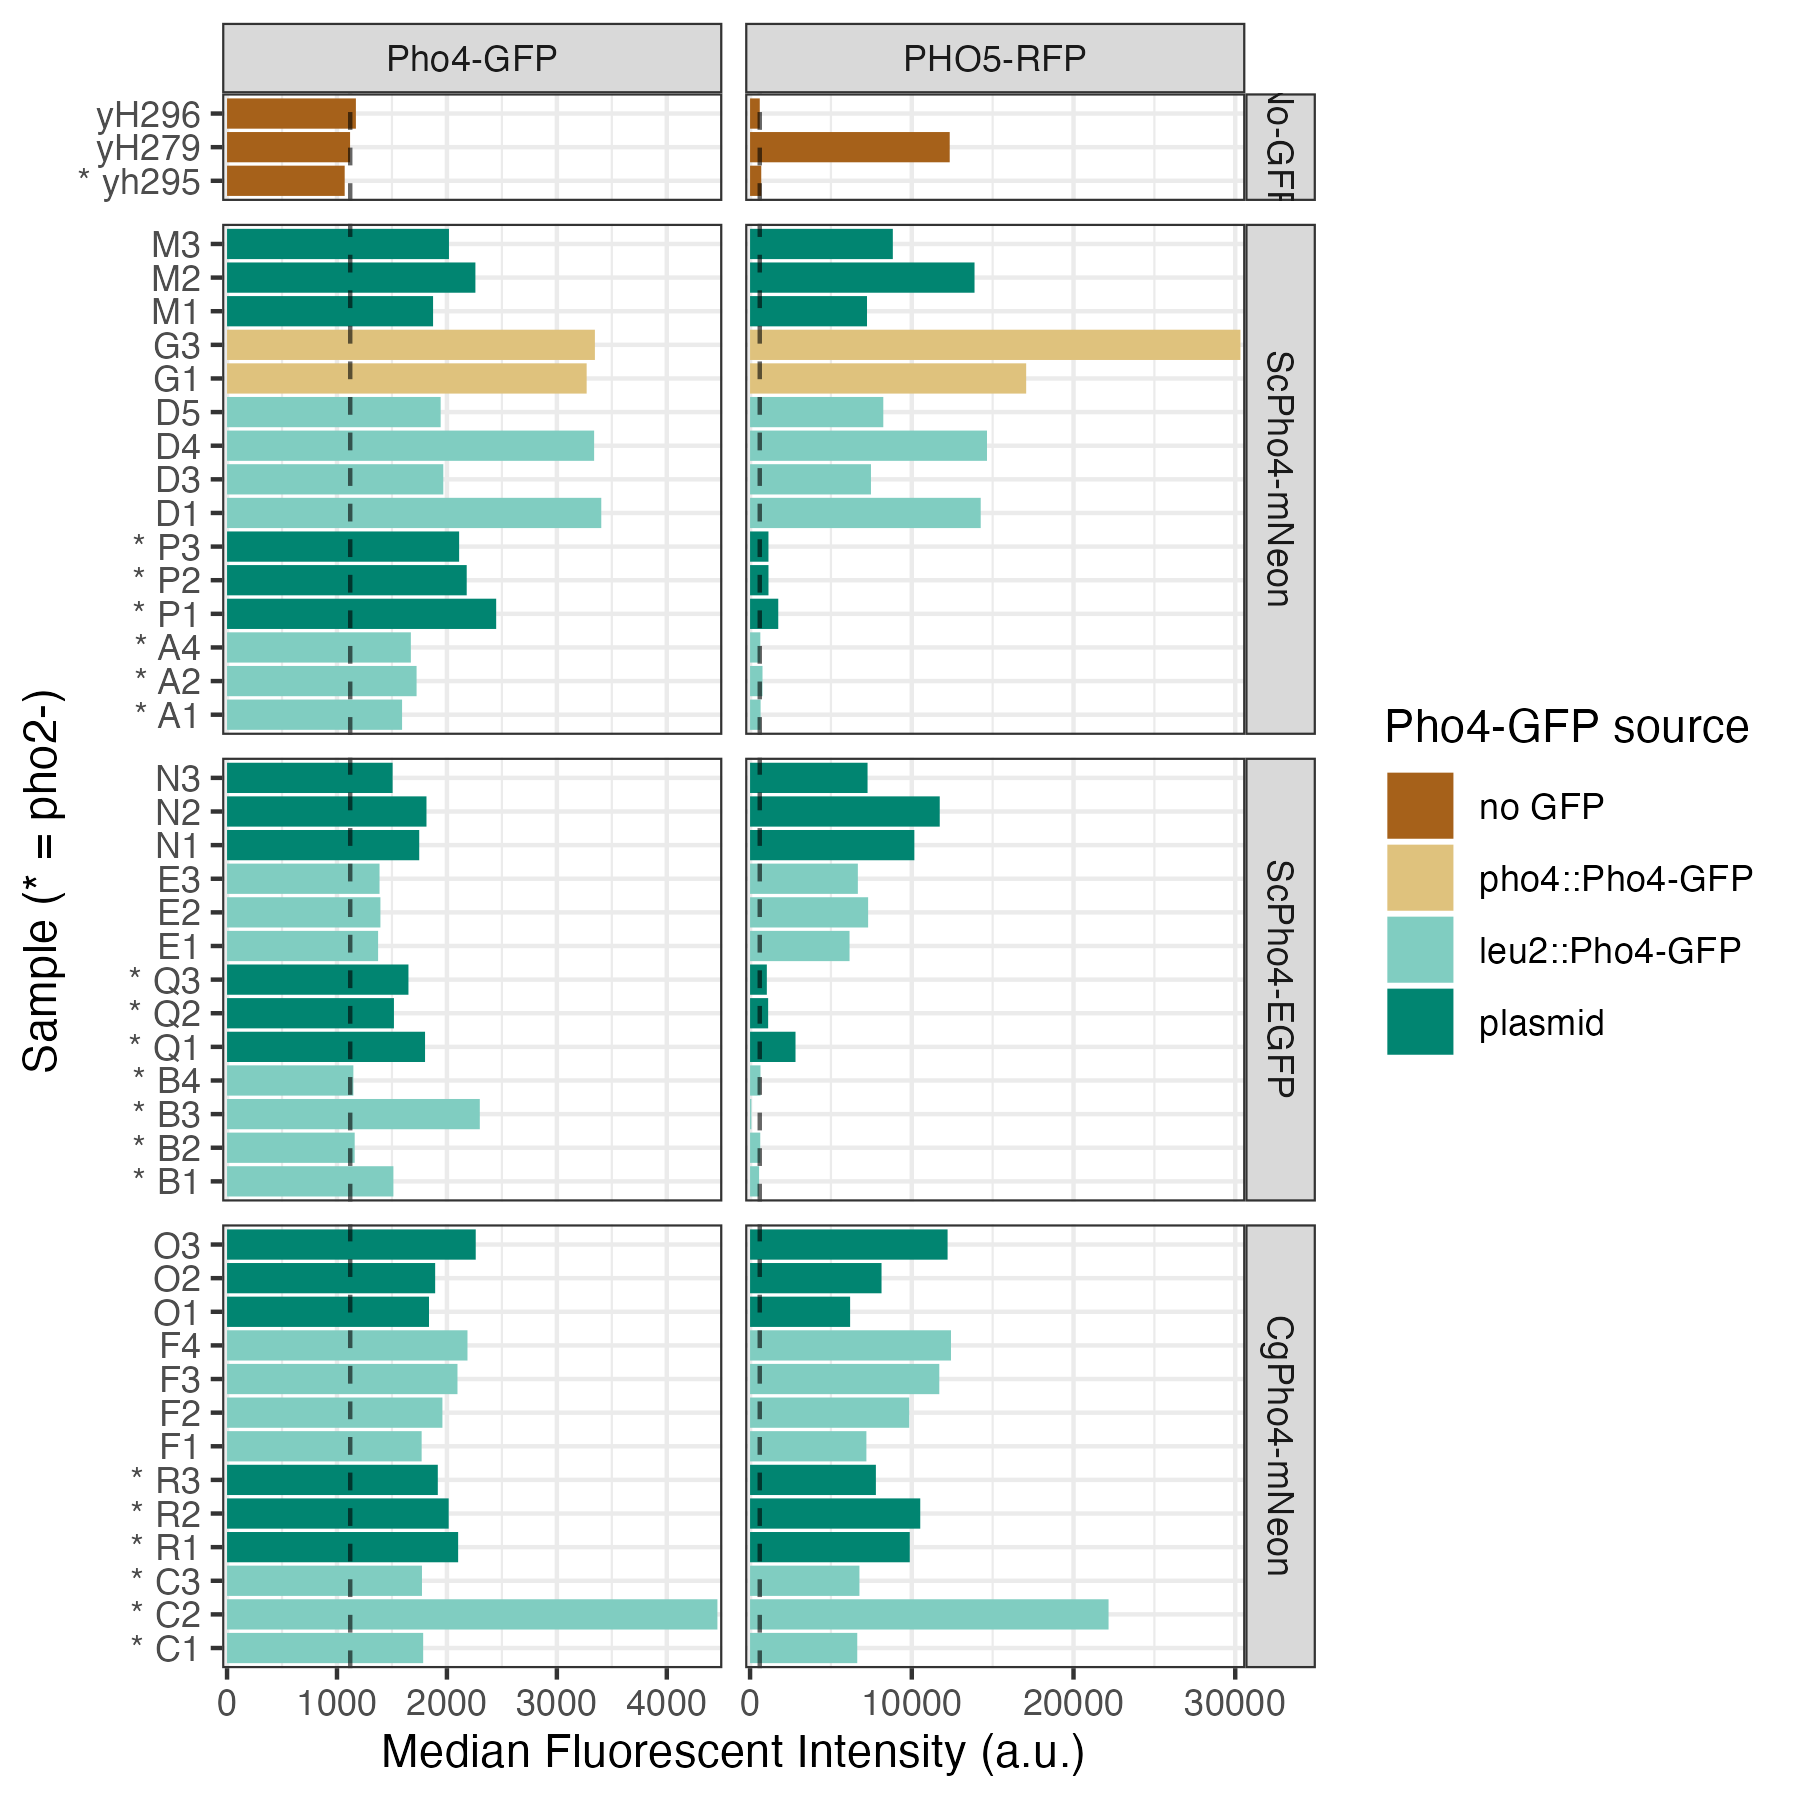 Pho4-GFP PHO5-RFP
yH296
yH279
* yh295
No-GFP
M3
M2
M1
G3
G1
D5
D4
D3
D1
* P3
* P2
* P1
* A4
* A2
* A1
ScPho4-mNeon
N3
N2
N1
E3
E2
E1
* Q3
* Q2
* Q1
* B4
* B3
* B2
* B1
ScPho4-EGFP
O3
O2
O1
F4
F3
F2
F1
* R3
* R2
* R1
* C3
* C2
* C1
CgPho4-mNeon
0 1000 2000 3000 4000 0 10000 20000 30000
Median Fluorescent Intensity (a.u.)
Sample (* = pho2-)
Pho4-GFP source
no GFP
pho4::Pho4-GFP
leu2::Pho4-GFP
plasmid